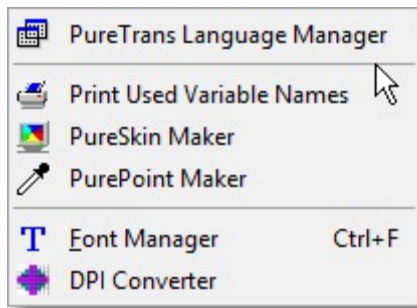 PureTrans Language Manager
Print Used Variable Names
PureSkin Maker
PurePoint Maker
Font Manager Ctrl+F
DPI Converter